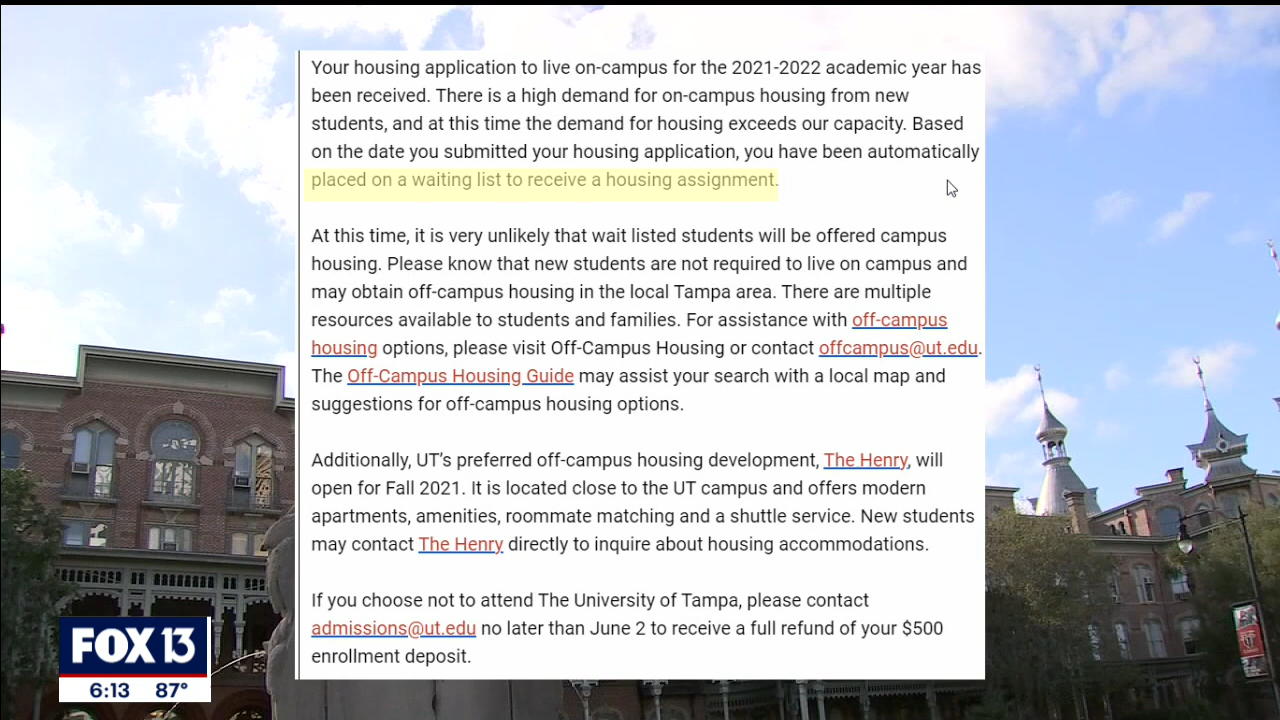 Your housing application to live on-campus for the 2021-2022 academic year has
been received. There is a high demand for on-campus housing from new
students, and at this time the demand for housing exceeds our capacity. Based
on the date you submitted your housing application, you have been automatically
placed on a waiting list to receive a housing assignment.
At this time, it is very unlikely that wait listed students will be offered campus
housing. Please know that new students are not required to live on campus and
may obtain off-campus housing in the local Tampa area. There are multiple
resources available to students and families. For assistance with off-campus
housing options, please visit Off-Campus Housing or contact offcampus@ut.edu.
The Off-Campus Housing Guide may assist your search with a local map and
suggestions for off-campus housing options.
Additionally, UT's preferred off-campus housing development, The Henry, will
open for Fall 2021. It is located close to the UT campus and offers modern
apartments, amenities, roommate matching and a shuttle service. New students
may contact The Henry directly to inquire about housing accommodations.
If you choose not to attend The University of Tampa, please contact
admissions@ut.edu no later than June 2 to receive a full refund of your $500
enrollment deposit.
FOX 13
6:13 87°